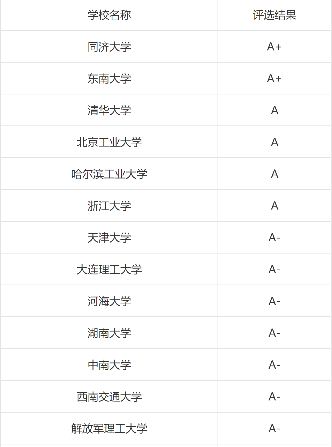 学校名称 评选结果
同济大学 A+
东南大学 A+
清华大学 A
北京工业大学 A
哈尔滨工业大学 A
浙江大学 A
天津大学 A-
大连理工大学 A-
河海大学 A-
湖南大学 A-
中南大学 A-
西南交通大学 A-
解放军理工大学 A-